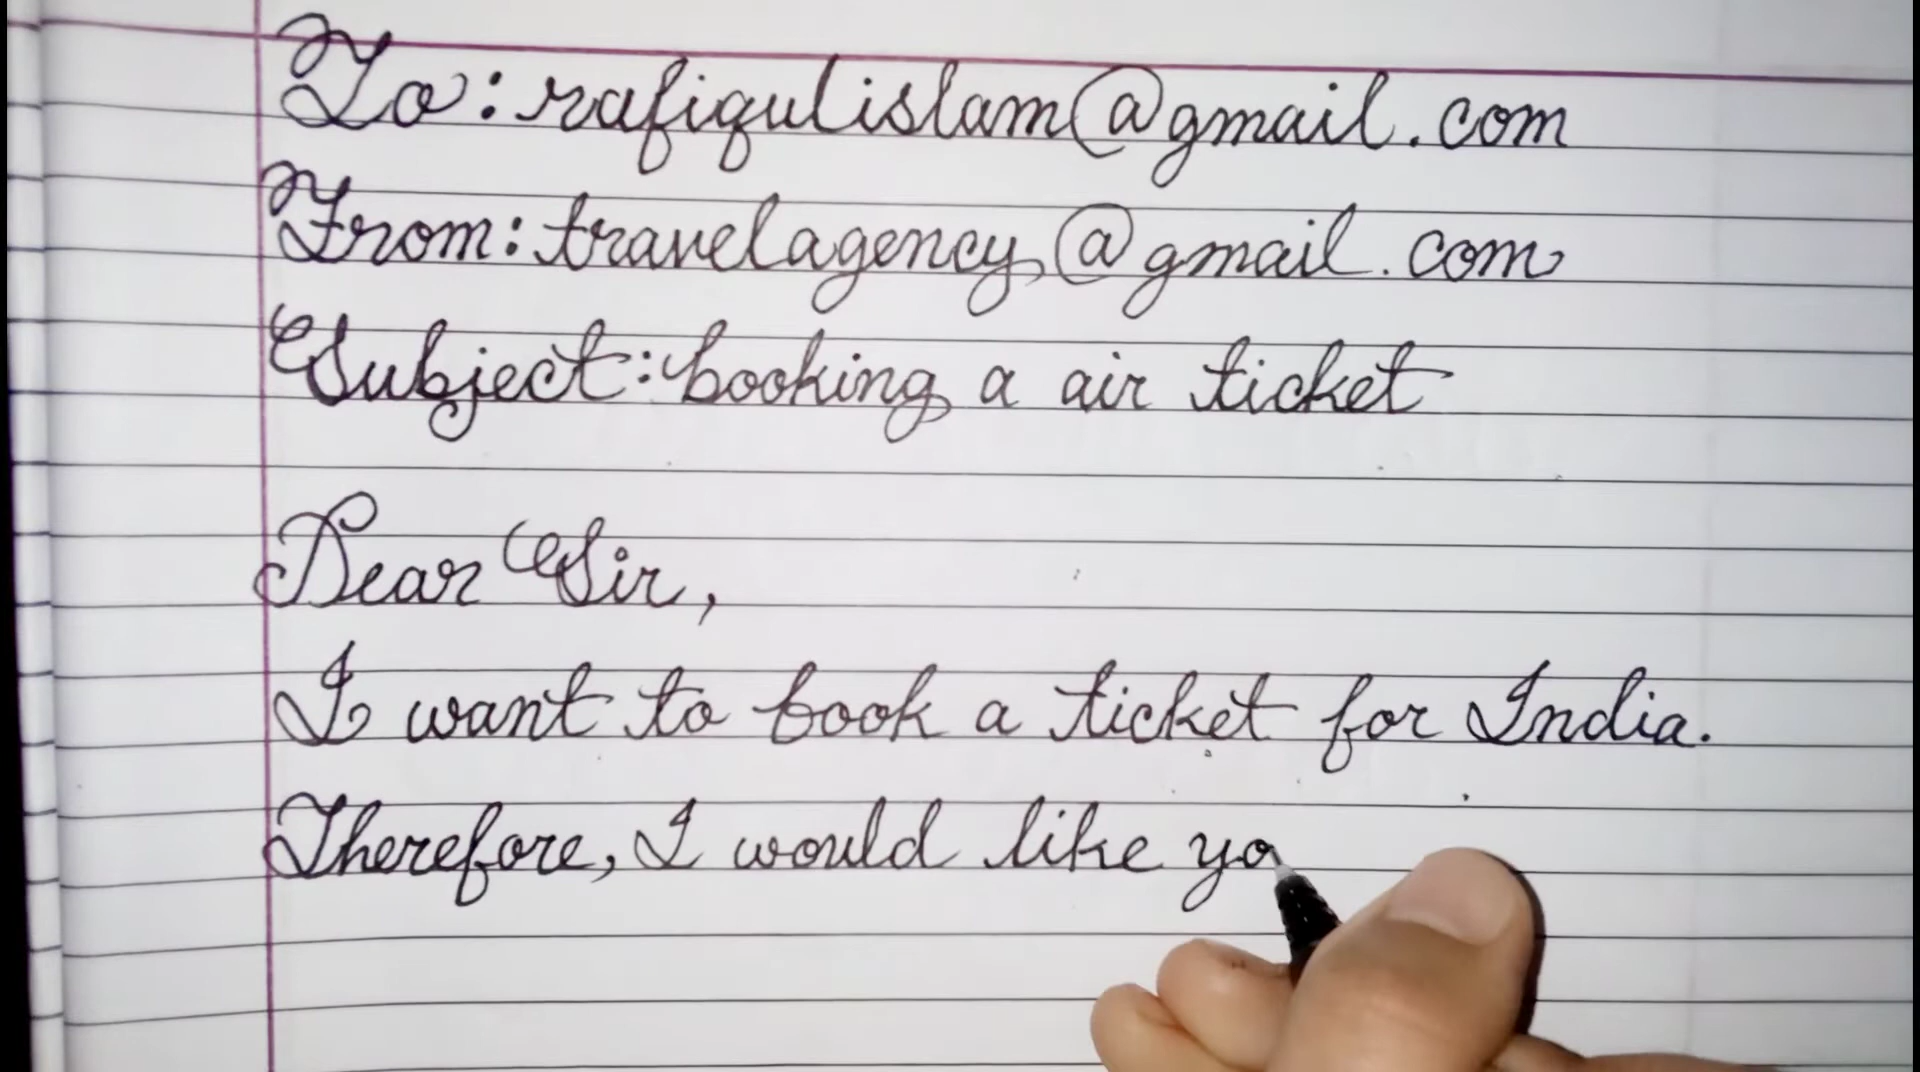 To: rafiqulislam@gmail.com
From: travelagency@gmail.com
Subject: booking a air ticket
Dear Sir,
I want to book a ticket for India.
Therefore, I would like yo